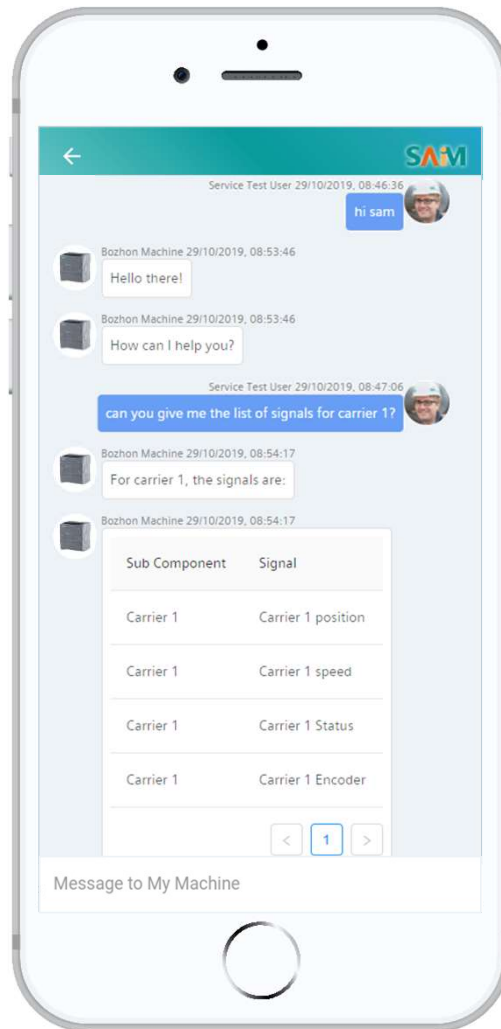 SAiM
Service Test User 29/10/2019, 08:46:36
hi sam
Bozhon Machine 29/10/2019, 08:53:46
Hello there!
Bozhon Machine 29/10/2019, 08:53:46
How can I help you?
Service Test User 29/10/2019, 08:47:06
can you give me the list of signals for carrier 1?
Bozhon Machine 29/10/2019, 08:54:17
For carrier 1, the signals are:
Bozhon Machine 29/10/2019, 08:54:17
Sub Component Signal
Carrier 1 Carrier 1 position
Carrier 1 Carrier 1 speed
Carrier 1 Carrier 1 Status
Carrier 1 Carrier 1 Encoder
< 1 >
Message to My Machine